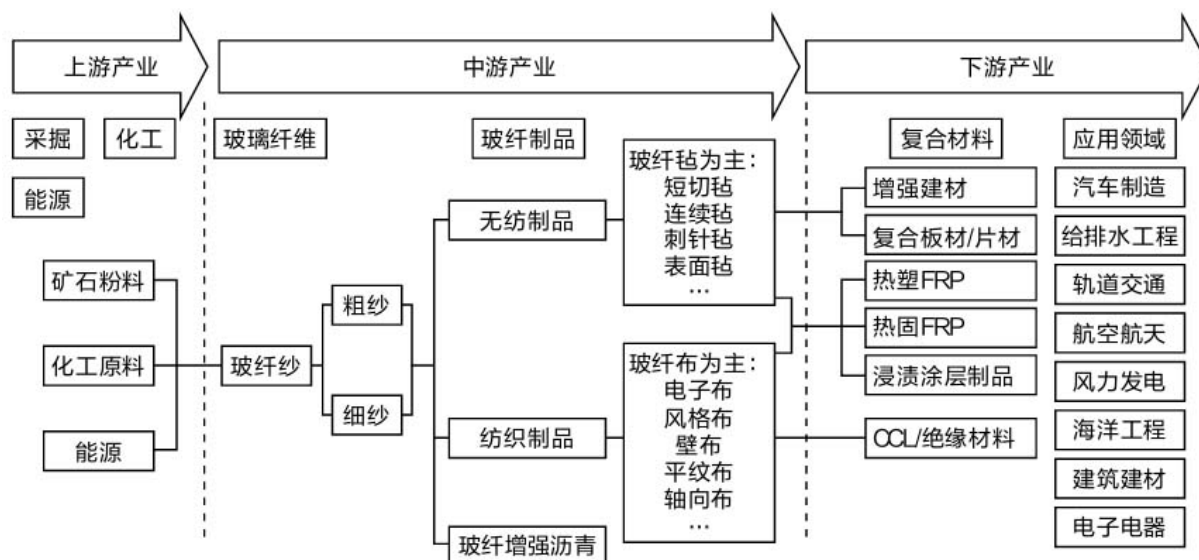 上游产业
中游产业
下游产业
采掘
化工
能源
玻璃纤维
玻纤制品
复合材料
应用领域
矿石粉料
化工原料
能源
玻纤纱
粗纱
细纱
无纺制品
纺织制品
玻纤增强沥青
玻纤毡为主：
短切毡
连续毡
刺针毡
表面毡
…
玻纤布为主：
电子布
风格布
壁布
平纹布
轴向布
…
增强建材
复合板材/片材
热塑FRP
热固FRP
浸渍涂层制品
CCL/绝缘材料
汽车制造
给排水工程
轨道交通
航空航天
风力发电
海洋工程
建筑建材
电子电器